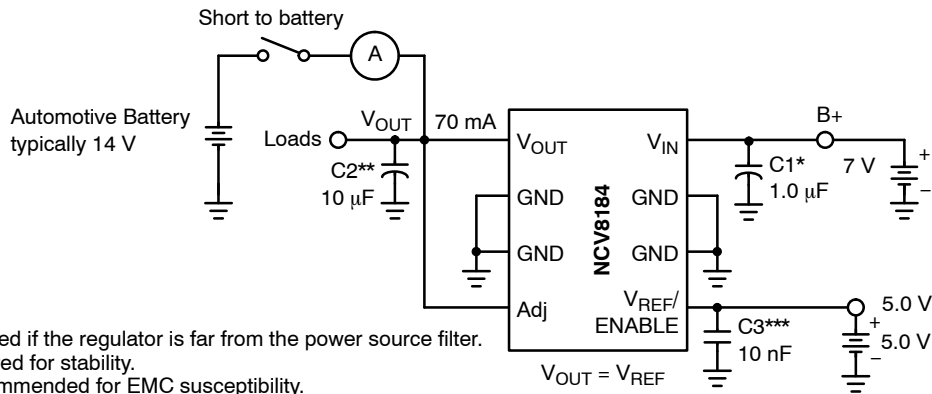 Short to battery
A
Automotive Battery
typically 14 V
Loads
VOUT
70 mA
C2**
10 μF
VOUT
GND
GND
Adj
NCV8184
VIN
GND
GND
VREF/
ENABLE
B+
C1*
1.0 μF
7 V
+
−
C3***
10 nF
5.0 V
+
5.0 V
−
VOUT = VREF
ed if the regulator is far from the power source filter.
red for stability.
ommended for EMC susceptibility.